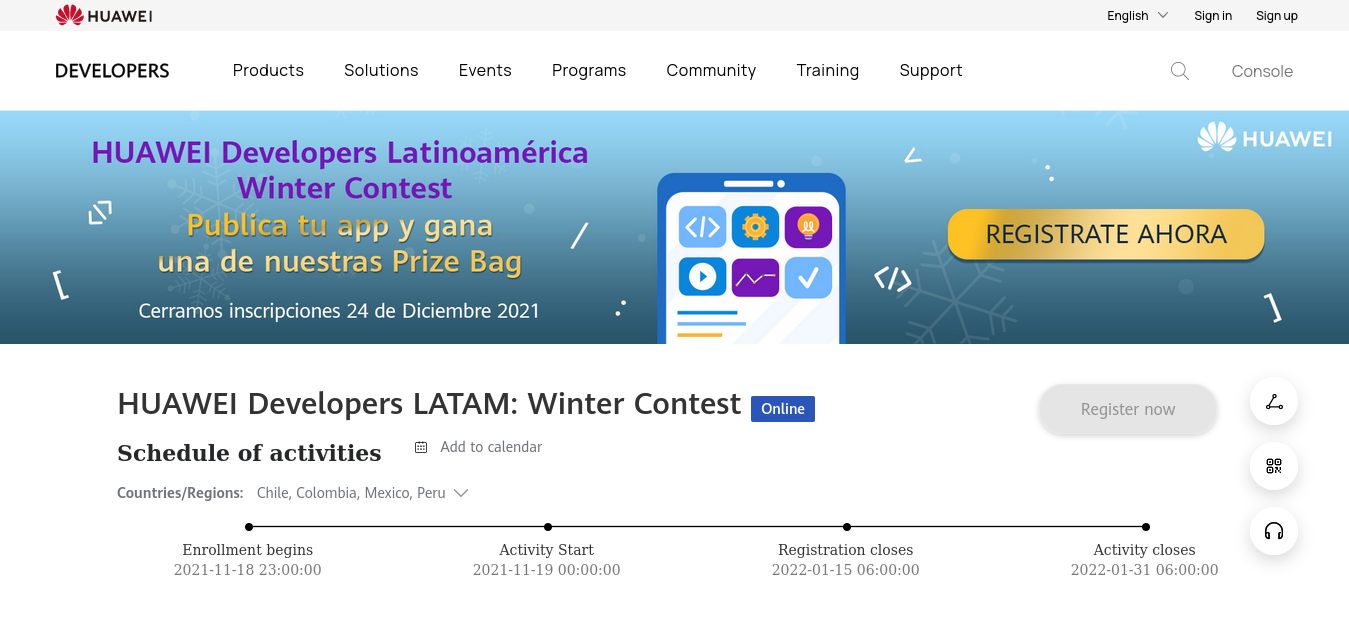 HUAWEI
English
Sign in
Sign up
DEVELOPERS
Products
Solutions
Events
Programs
Community
Training
Support
Console
HUAWEI Developers Latinoamérica
Winter Contest
Publica tu app y gana
una de nuestras Prize Bag
Cerramos inscripciones 24 de Diciembre 2021
HUAWEI
REGISTRATE AHORA
HUAWEI Developers LATAM: Winter Contest
Online
Register now
Schedule of activities
Add to calendar
Countries/Regions: Chile, Colombia, Mexico, Peru
Enrollment begins
2021-11-18 23:00:00
Activity Start
2021-11-19 00:00:00
Registration closes
2022-01-15 06:00:00
Activity closes
2022-01-31 06:00:00